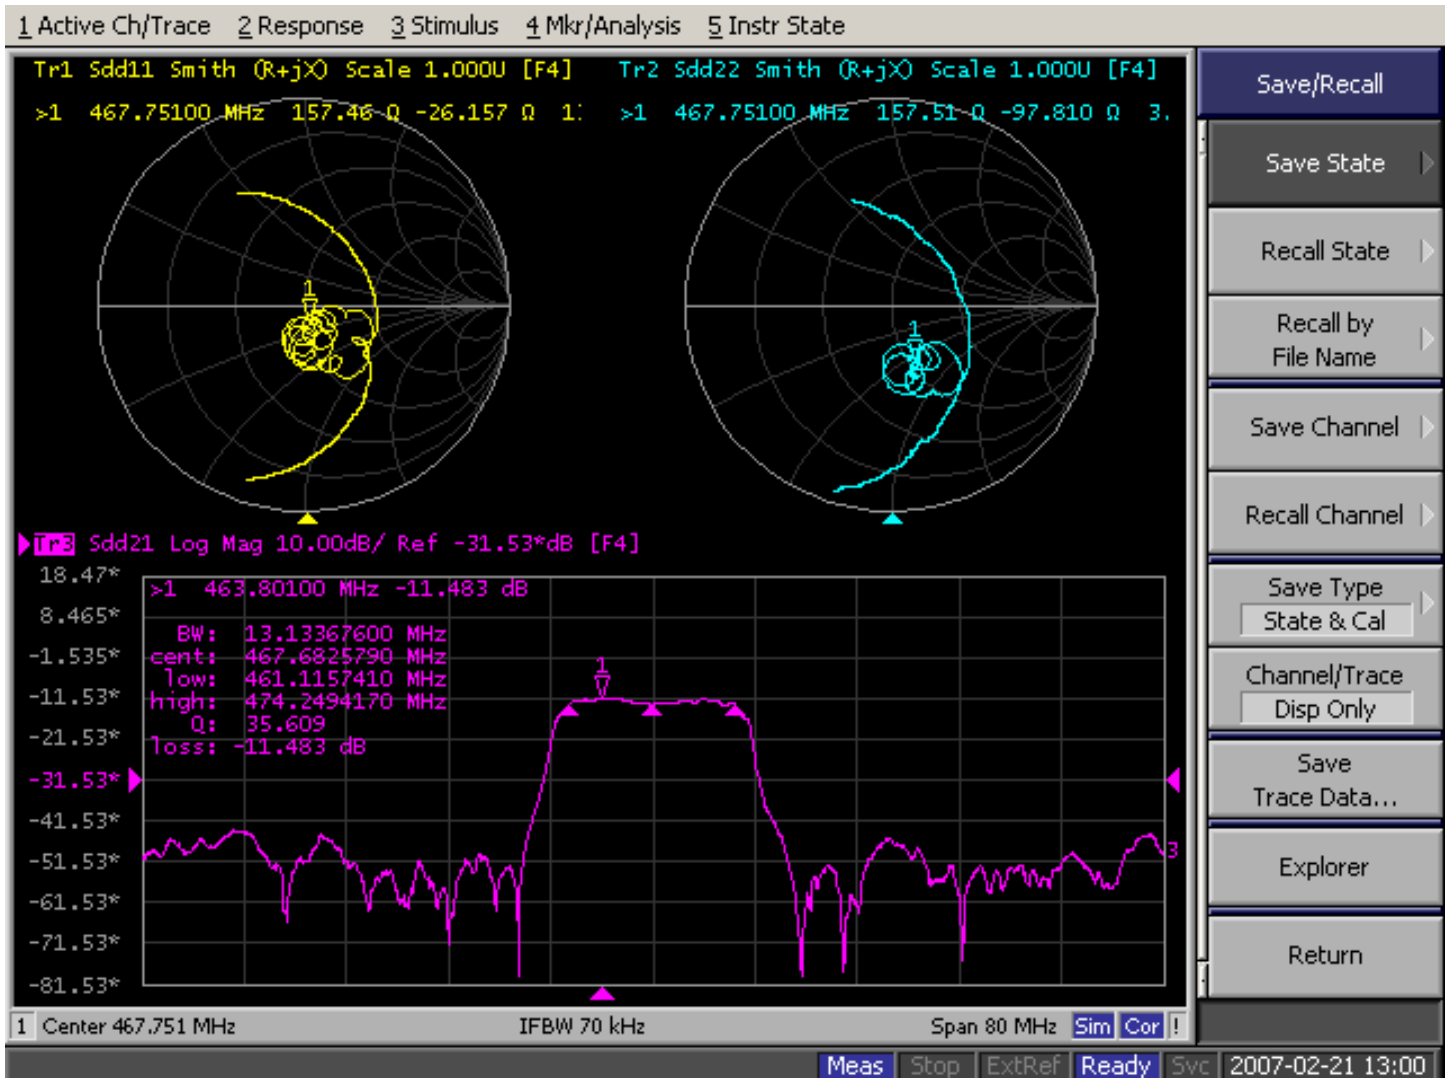 1 Active Ch/Trace 2 Response 3 Stimulus 4 Mkr/Analysis 5 Instr State
Tr1 Sdd11 Smith (R+jX) Scale 1.000U [F4]
>1 467.75100 MHz 157.46 Ω -26.157 Ω 1:
1
Tr2 Sdd22 Smith (R+jX) Scale 1.000U [F4]
>1 467.75100 MHz 157.51 Ω -97.810 Ω 3.
1
Tr3 Sdd21 Log Mag 10.00dB/ Ref -31.53*dB [F4]
18.47*
8.465*
-1.535*
-11.53*
-21.53*
-31.53*
-41.53*
-51.53*
-61.53*
-71.53*
-81.53*
>1 463.80100 MHz -11.483 dB
BW: 13.13367600 MHz
cent: 467.6825790 MHz
low: 461.1157410 MHz
high: 474.2494170 MHz
Q: 35.609
loss: -11.483 dB
1
3
1 Center 467.751 MHz IFBW 70 kHz Span 80 MHz Sim Cor !
Meas Stop ExtRef Ready Svc 2007-02-21 13:00
Save/Recall
Save State
Recall State
Recall by
File Name
Save Channel
Recall Channel
Save Type
State & Cal
Channel/Trace
Disp Only
Save
Trace Data...
Explorer
Return